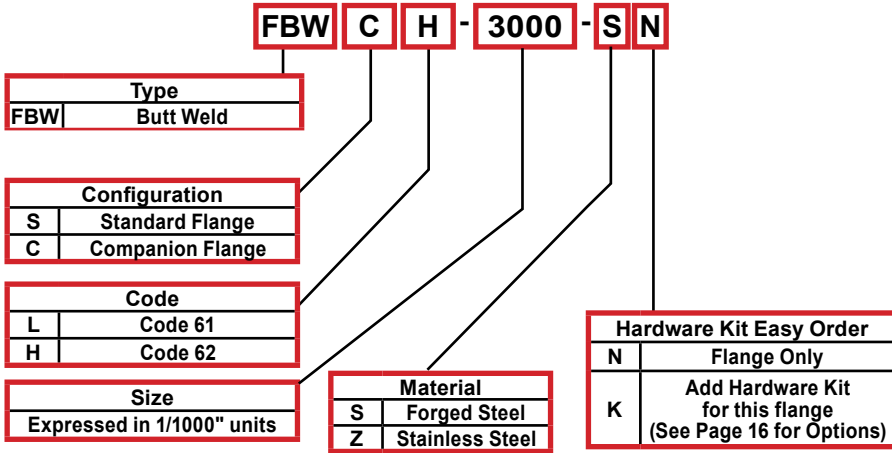 FBW C H - 3000 - S N
Type
FBW Butt Weld
Configuration
S Standard Flange
C Companion Flange
Code
L Code 61
H Code 62
Size
Expressed in 1/1000" units
Material
S Forged Steel
Z Stainless Steel
Hardware Kit Easy Order
N Flange Only
K Add Hardware Kit
for this flange
(See Page 16 for Options)